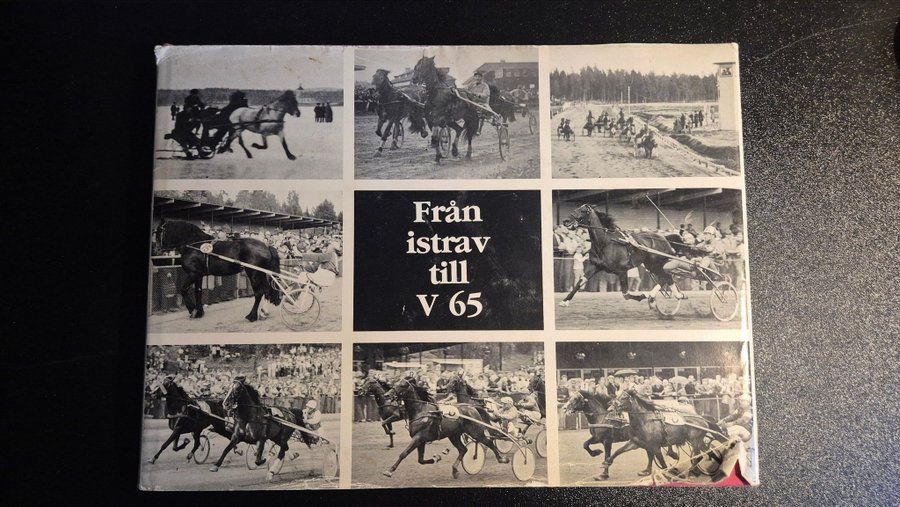 Från
istrav
till
V 65